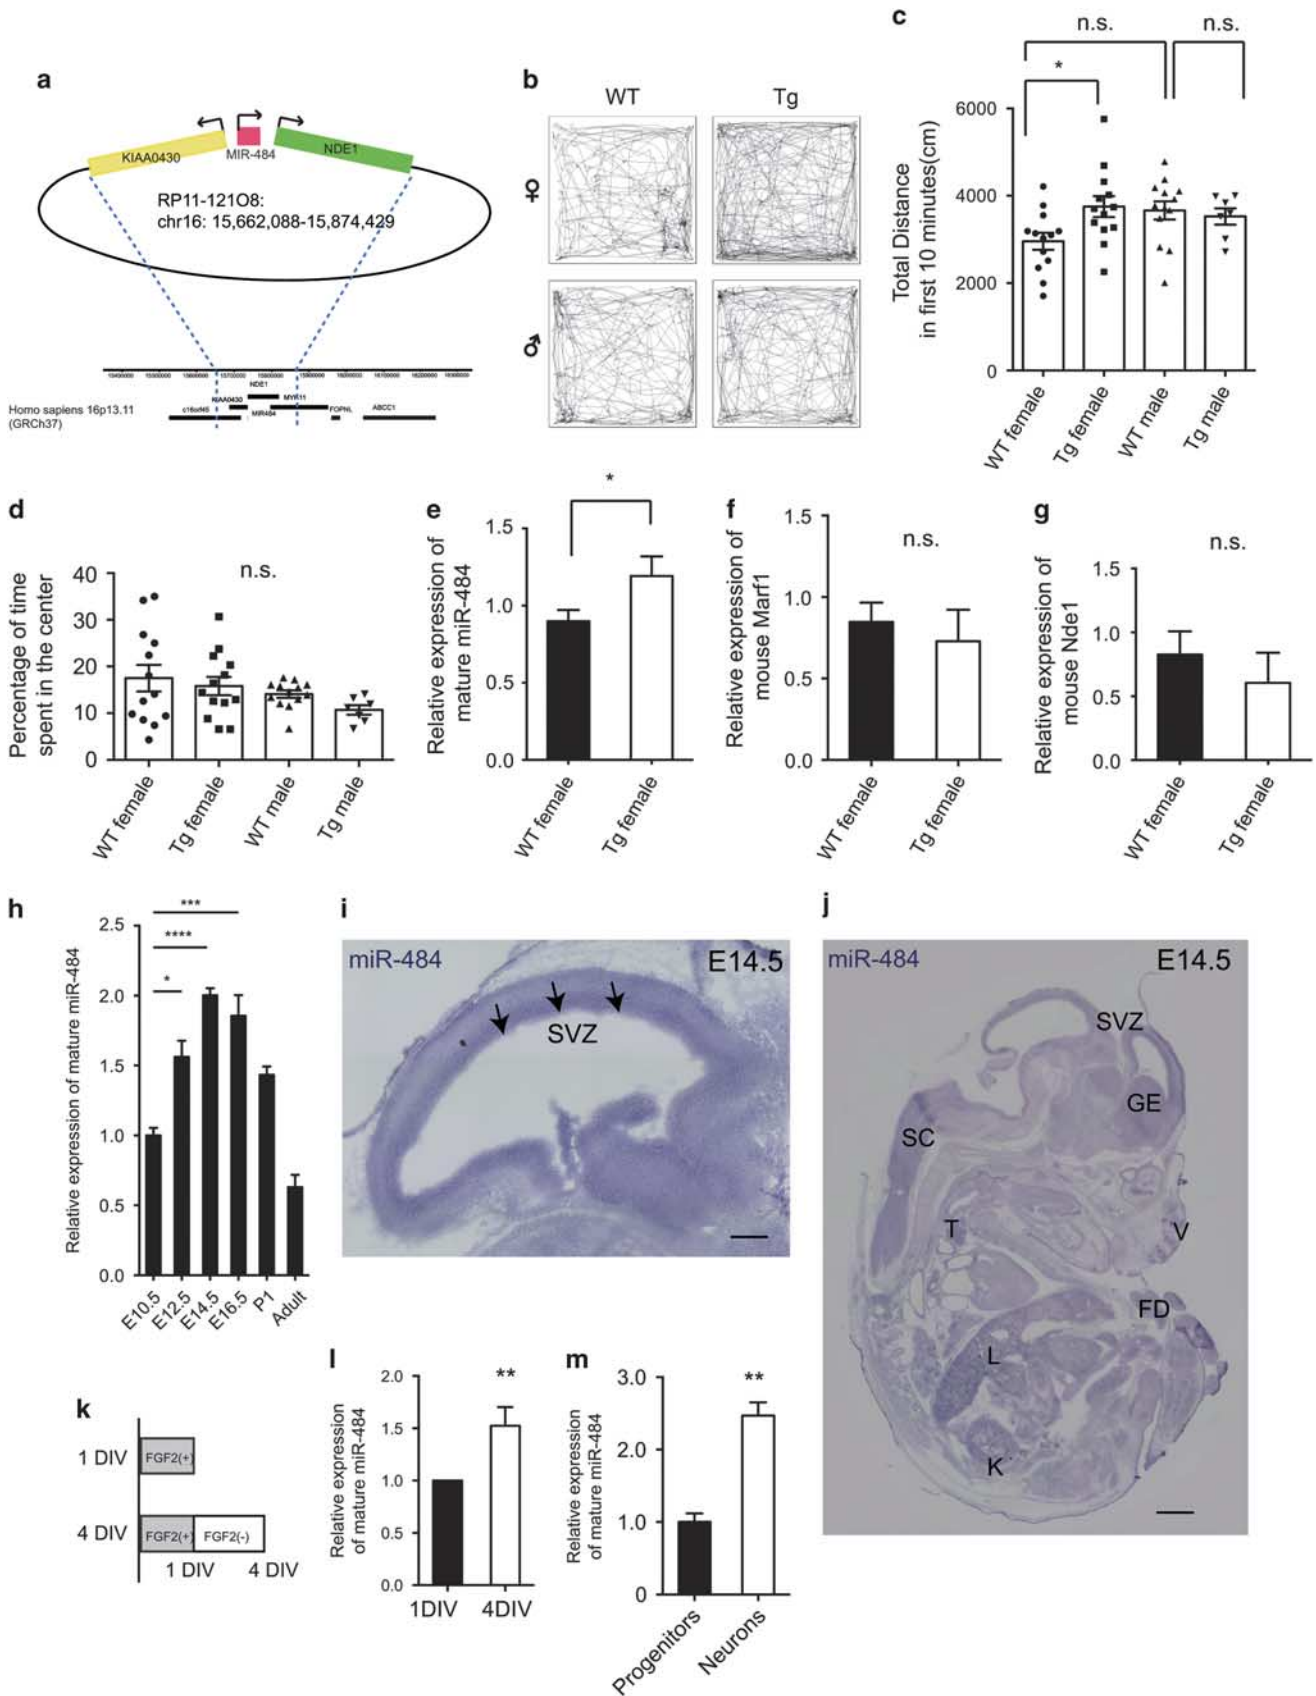 a
KIAA0430
MIR-484
NDE1
RP11-121O8:
chr16: 15,662,088-15,874,429
NDE1
KIAA0430
c16orf45
MIR484
FOPNL
ABCC1
Homo sapiens 16p13.11
(GRCh37)
b
WT
Tg
♀
♂
c
n.s.
n.s.
*
Total Distance
in first 10 minutes(cm)
6000
4000
2000
0
WT female
Tg female
WT male
Tg male
d
n.s.
Percentage of time
spent in the center
40
30
20
10
0
WT female
Tg female
WT male
Tg male
e
*
Relative expression of
mature miR-484
1.5
1.0
0.5
0.0
WT female
Tg female
f
n.s.
Relative expression of
mouse Marf1
1.5
1.0
0.5
0.0
WT female
Tg female
g
n.s.
Relative expression of
mouse Nde1
1.5
1.0
0.5
0.0
WT female
Tg female
h
***
****
*
Relative expression of mature miR-484
2.5
2.0
1.5
1.0
0.5
0.0
E10.5
E12.5
E14.5
E16.5
P1
Adult
i
miR-484
E14.5
SVZ
j
miR-484
E14.5
SVZ
GE
SC
T
V
FD
L
K
k
1 DIV
FGF2(+)
4 DIV
FGF2(+)
FGF2(-)
1 DIV
4 DIV
l
**
Relative expression
of mature miR-484
2.0
1.5
1.0
0.5
0.0
1DIV
4DIV
m
**
Relative expression
of mature miR-484
3.0
2.0
1.0
0
Progenitors
Neurons